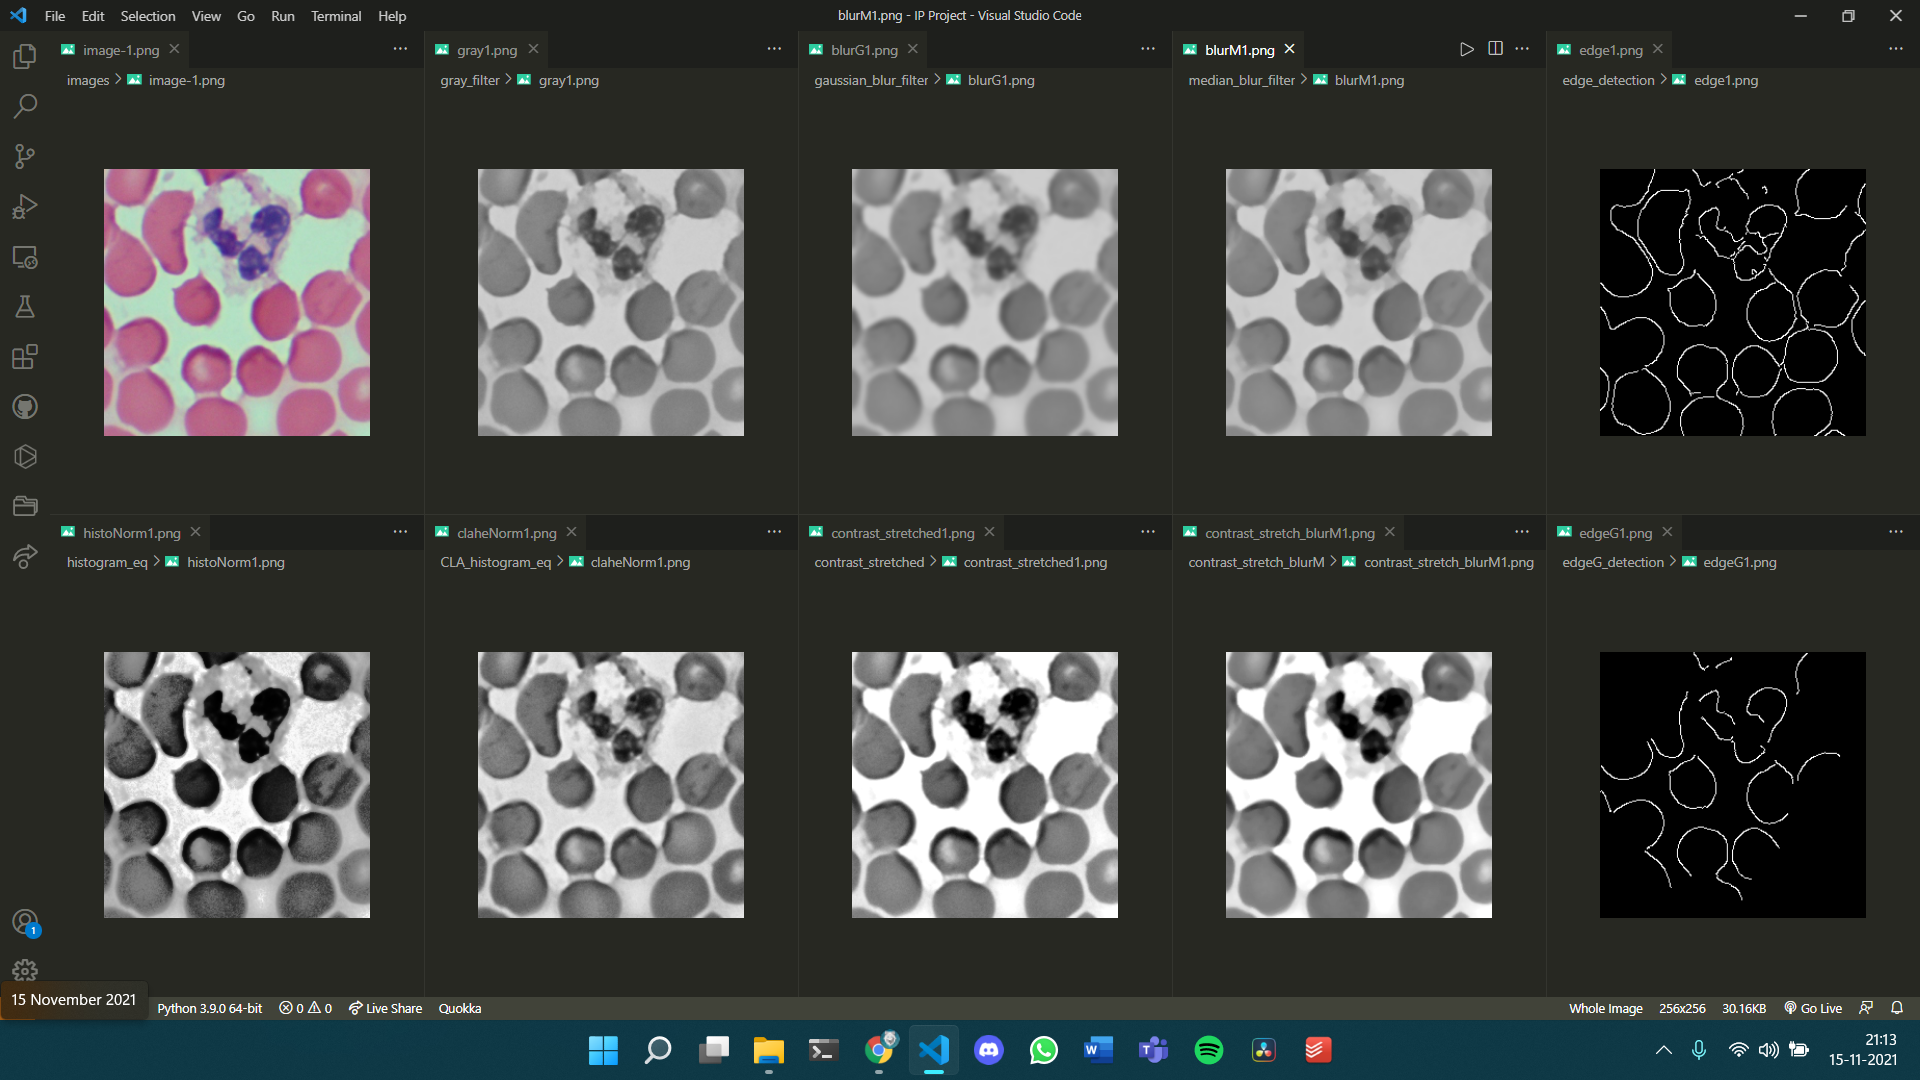 File Edit Selection View Go Run Terminal Help
blurM1.png - IP Project - Visual Studio Code
image-1.png
gray1.png
blurG1.png
blurM1.png
edge1.png
images > image-1.png
gray_filter > gray1.png
gaussian_blur_filter > blurG1.png
median_blur_filter > blurM1.png
edge_detection > edge1.png
histoNorm1.png
claheNorm1.png
contrast_stretched1.png
contrast_stretch_blurM1.png
edgeG1.png
histogram_eq > histoNorm1.png
CLA_histogram_eq > claheNorm1.png
contrast_stretched > contrast_stretched1.png
contrast_stretch_blurM > contrast_stretch_blurM1.png
edgeG_detection > edgeG1.png
1
15 November 2021
Python 3.9.0 64-bit 0 0 Live Share Quokka
Whole Image 256x256 30.16KB Go Live
W
T
21:13
15-11-2021